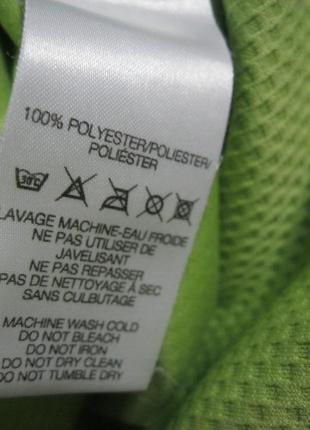 100% POLYESTER/POLIESTER/
POLIÉSTER
30°C
LAVAGE MACHINE-EAU FROIDE
NE PAS UTILISER DE
JAVELISANT
NE PAS REPASSER
PAS DE NETTOYAGE À SEC
SANS CULBUTAGE
MACHINE WASH COLD
DO NOT BLEACH
DO NOT IRON
DO NOT DRY CLEAN
DO NOT TUMBLE DRY